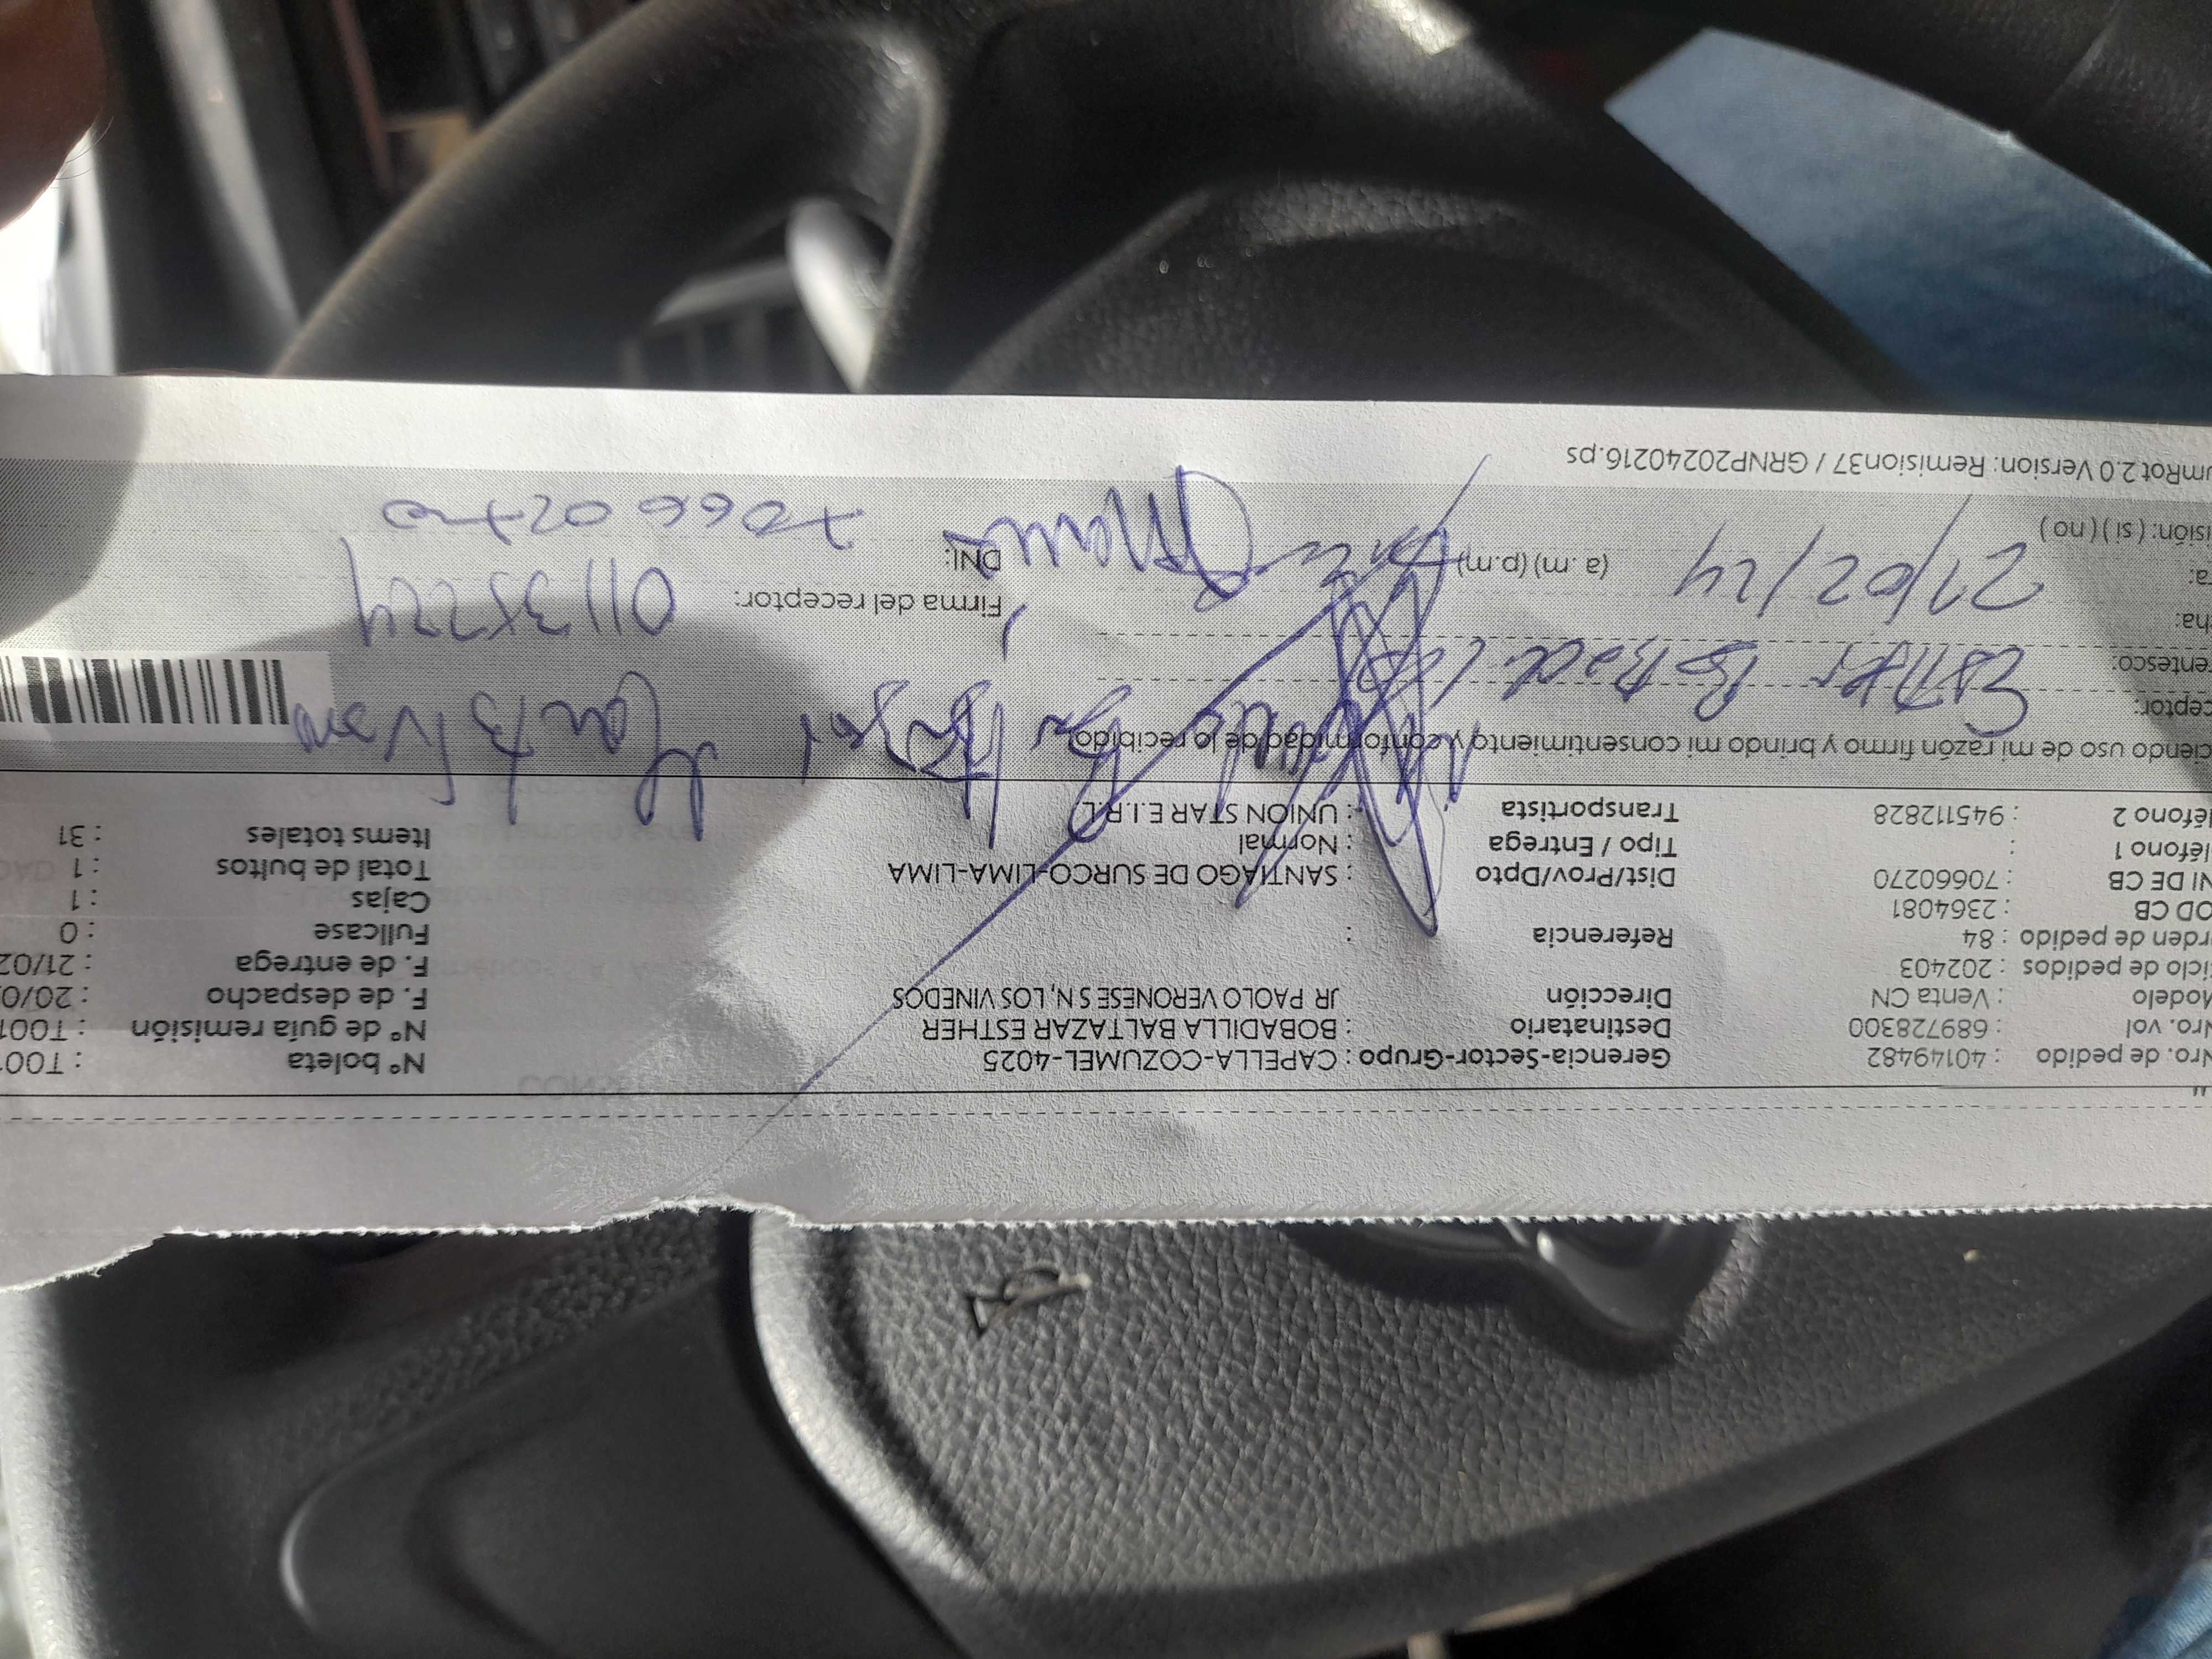 Nro. de pedido : 40149482 Gerencia-Sector-Grupo : CAPELLA-COZUMEL-4025 N° boleta : T001
Nro. vol : 689728300 Destinatario : BOBADILLA BALTAZAR ESTHER N° de guía remisión : T001
Modelo : Venta CN Dirección JR PAOLO VERONESE S N, LOS VINEDOS F. de despacho : 20/0
iclo de pedidos : 202403 F. de entrega : 21/02
rden de pedido : 84 Referencia : Fullcase : 0
OD CB : 2364081 Cajas : 1
NI DE CB : 70660270 Dist/Prov/Dpto : SANTIAGO DE SURCO-LIMA-LIMA Total de bultos : 1
léfono 1 : Tipo / Entrega : Normal Items totales : 31
léfono 2 : 945112828 Transportista : UNION STAR E.I.R.L
ciendo uso de mi razón firmo y brindo mi consentimiento y conformidad de lo recibido.
ceptor: Esther
entesco:
cha Firma del receptor: 01135224
a: 21/02/24 (a.m) (p.m) DNI: 70660270
isión: ( si ) ( no )
umRot 2.0 Version: Remision37 / GRNP20240216.ps